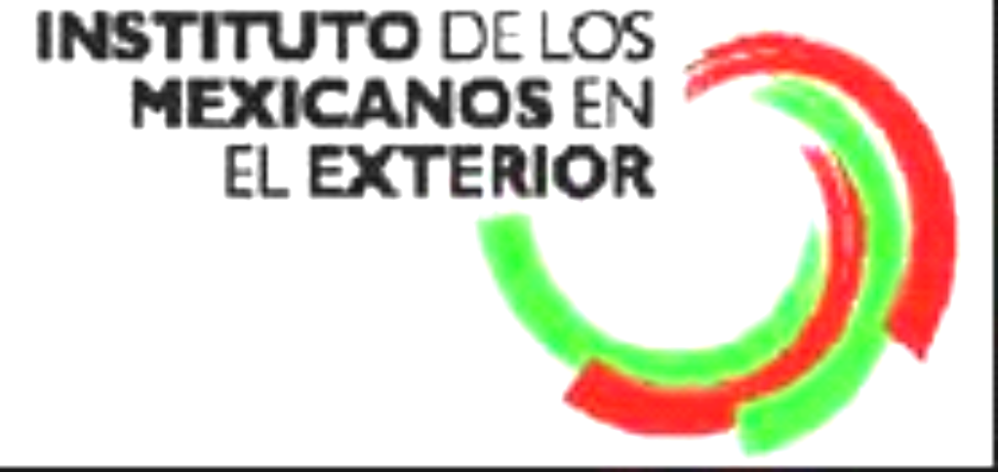 INSTITUTO DE LOS
MEXICANOS EN
EL EXTERIOR